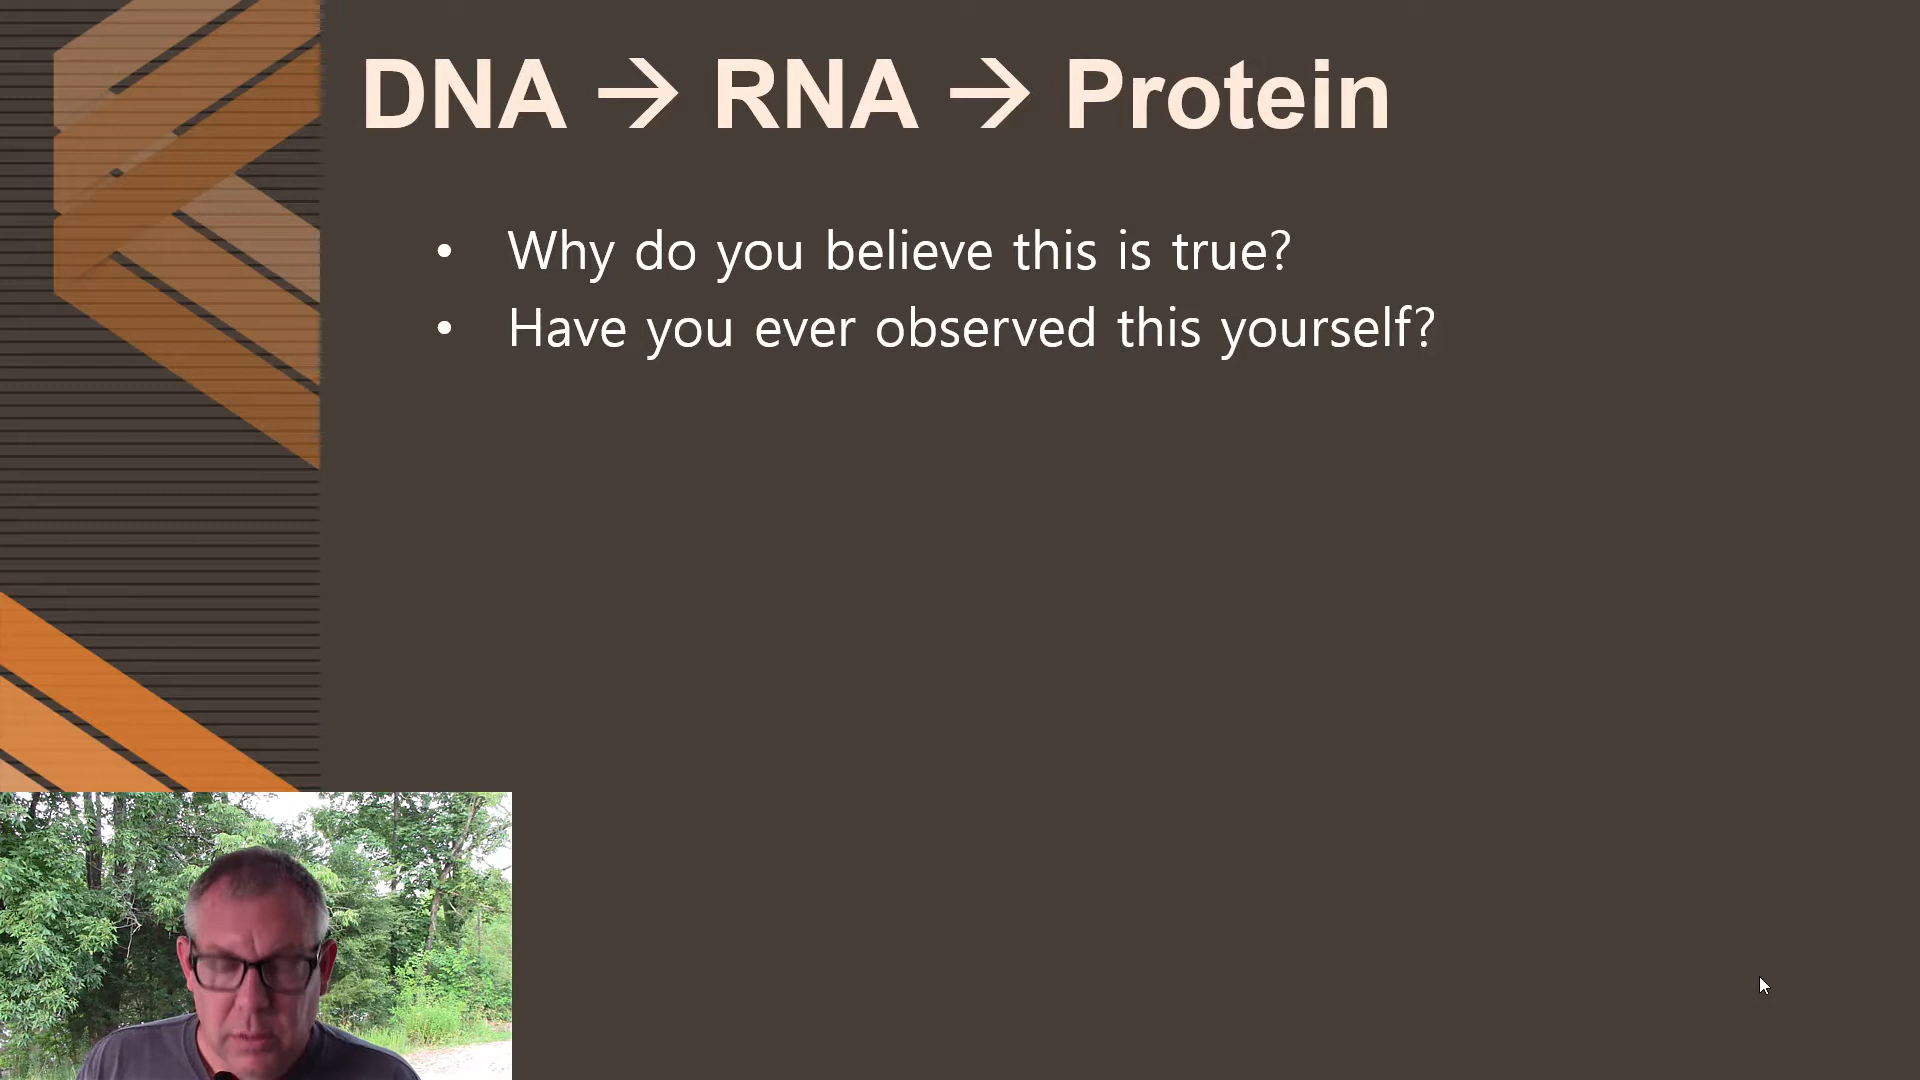 DNA → RNA → Protein
• Why do you believe this is true?
• Have you ever observed this yourself?